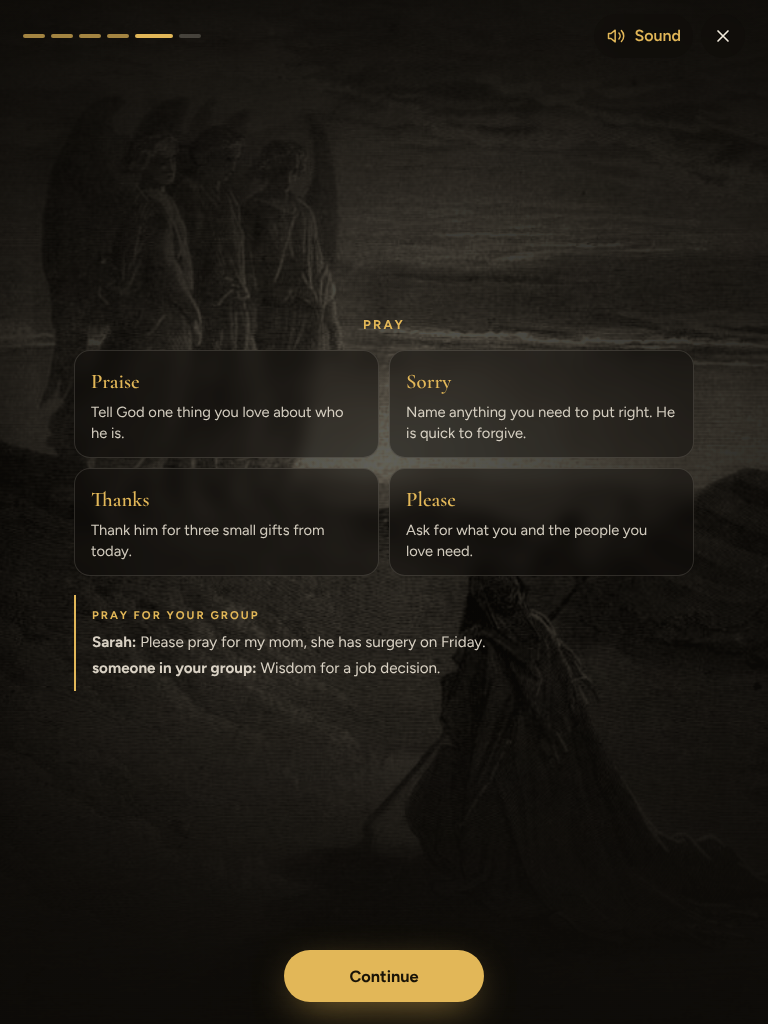 Sound
PRAY
Praise
Tell God one thing you love about who
he is.
Sorry
Name anything you need to put right. He
is quick to forgive.
Thanks
Thank him for three small gifts from
today.
Please
Ask for what you and the people you
love need.
PRAY FOR YOUR GROUP
Sarah: Please pray for my mom, she has surgery on Friday.
someone in your group: Wisdom for a job decision.
Continue